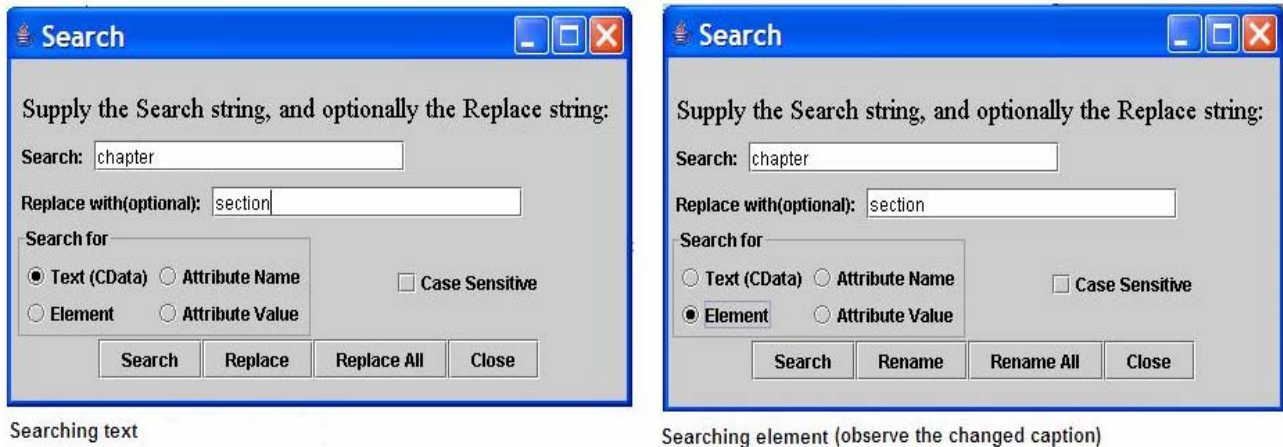 Search
Supply the Search string, and optionally the Replace string:
Search: chapter
Replace with(optional): section
Search for
Text (CData) Attribute Name
Case Sensitive
Element Attribute Value
Search Replace Replace All Close
Searching text
Search
Supply the Search string, and optionally the Replace string:
Search: chapter
Replace with(optional): section
Search for
Text (CData) Attribute Name
Case Sensitive
Element Attribute Value
Search Rename Rename All Close
Searching element (observe the changed caption)